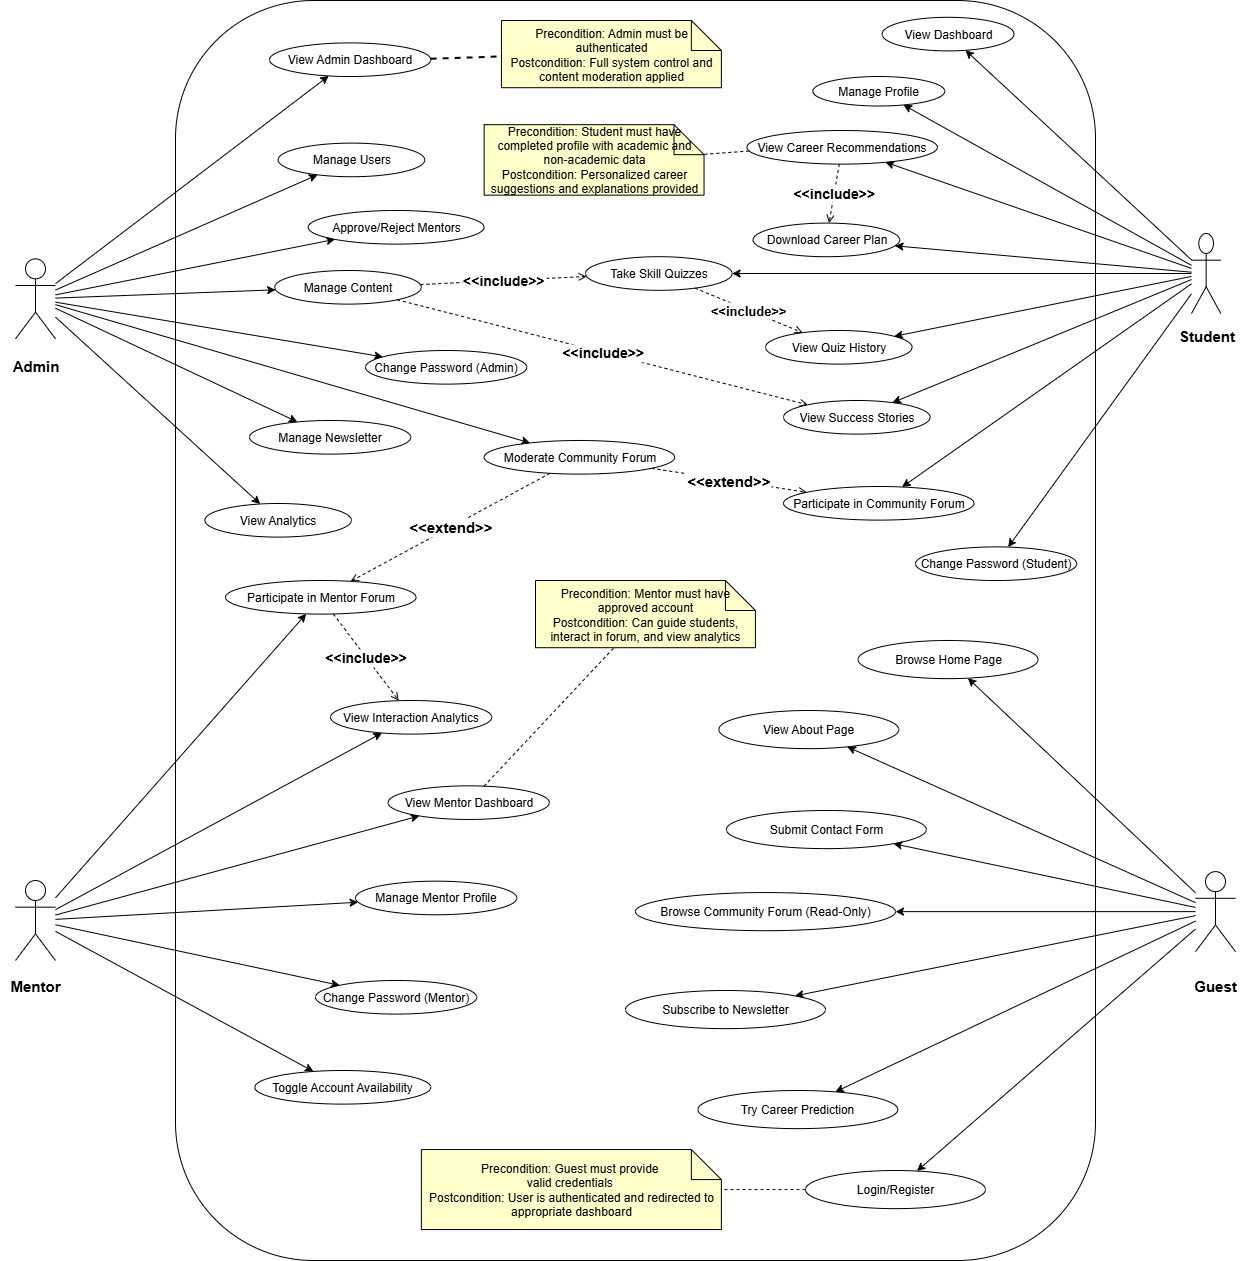 View Dashboard
Precondition: Admin must be
authenticated
Postcondition: Full system control and
content moderation applied
View Admin Dashboard
Manage Profile
Precondition: Student must have
completed profile with academic and
non-academic data
Postcondition: Personalized career
suggestions and explanations provided
View Career Recommendations
Manage Users
<<include>>
Approve/Reject Mentors
Download Career Plan
Take Skill Quizzes
<<include>>
Manage Content
<<include>>
Student
View Quiz History
<<include>>
Admin
Change Password (Admin)
View Success Stories
Manage Newsletter
Moderate Community Forum
<<extend>>
Participate in Community Forum
View Analytics
<<extend>>
Change Password (Student)
Participate in Mentor Forum
Precondition: Mentor must have
approved account
Postcondition: Can guide students,
interact in forum, and view analytics
<<include>>
Browse Home Page
View Interaction Analytics
View About Page
View Mentor Dashboard
Submit Contact Form
Manage Mentor Profile
Browse Community Forum (Read-Only)
Mentor
Guest
Change Password (Mentor)
Subscribe to Newsletter
Toggle Account Availability
Try Career Prediction
Precondition: Guest must provide
valid credentials
Postcondition: User is authenticated and redirected to
appropriate dashboard
Login/Register